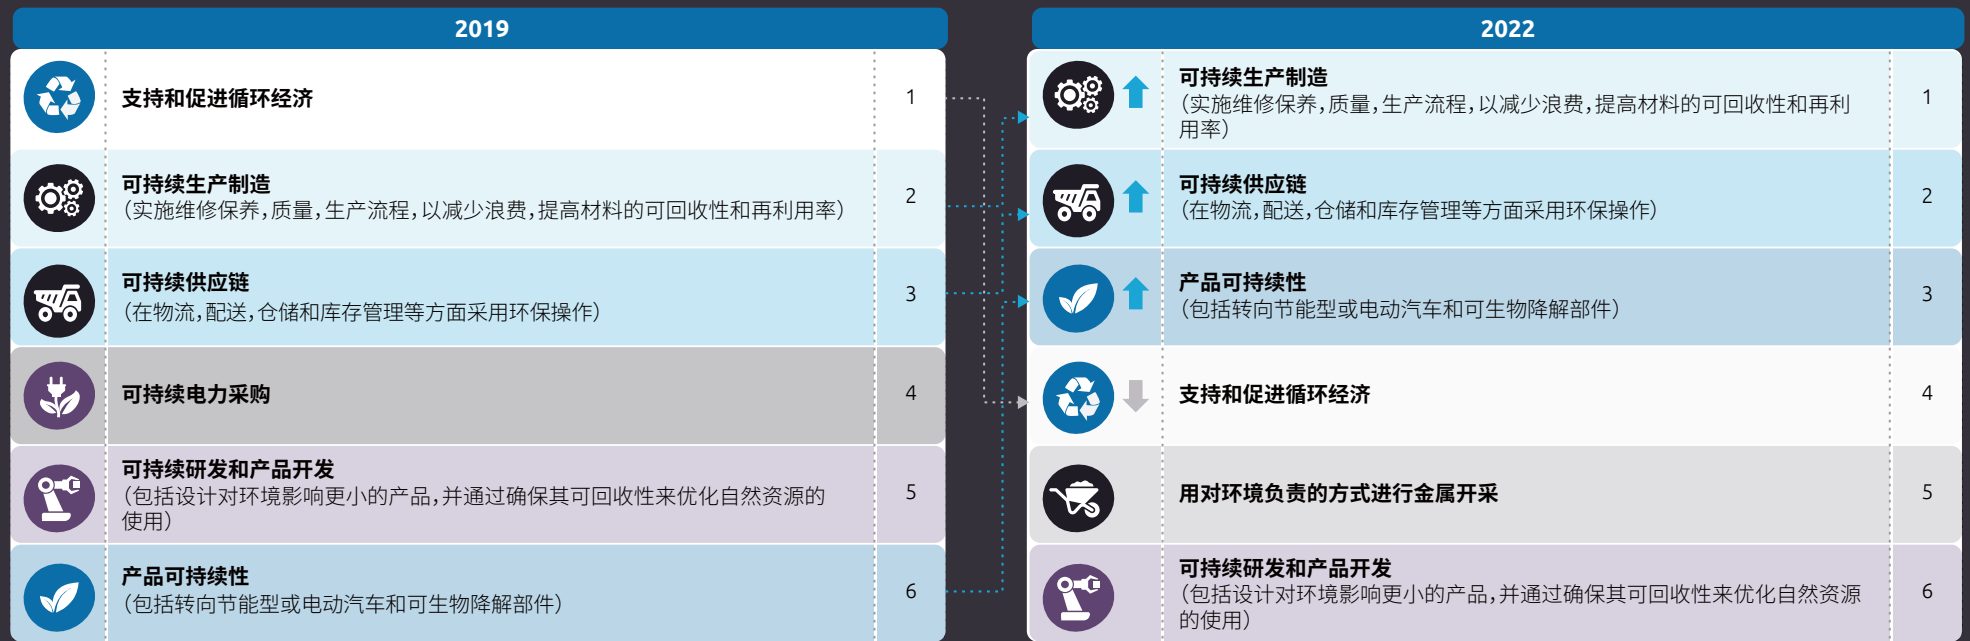 2019
支持和促进循环经济
1
可持续生产制造
（实施维修保养，质量，生产流程，以减少浪费，提高材料的可回收性和再利用率）
2
可持续供应链
（在物流，配送，仓储和库存管理等方面采用环保操作）
3
可持续电力采购
4
可持续研发和产品开发
（包括设计对环境影响更小的产品，并通过确保其可回收性来优化自然资源的
使用）
5
产品可持续性
（包括转向节能型或电动汽车和可生物降解部件）
6
2022
可持续生产制造
（实施维修保养，质量，生产流程，以减少浪费，提高材料的可回收性和再利
用率）
1
可持续供应链
（在物流，配送，仓储和库存管理等方面采用环保操作）
2
产品可持续性
（包括转向节能型或电动汽车和可生物降解部件）
3
支持和促进循环经济
4
用对环境负责的方式进行金属开采
5
可持续研发和产品开发
（包括设计对环境影响更小的产品，并通过确保其可回收性来优化自然资源
的使用）
6